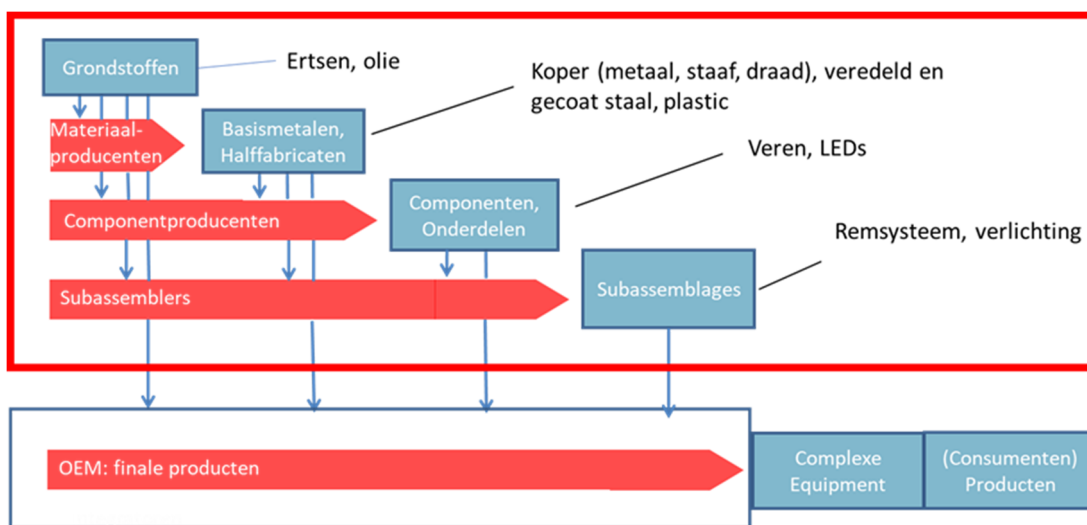 Grondstoffen
Ertsen, olie
Koper (metaal, staaf, draad), veredeld en
gecoat staal, plastic
Materiaal-
producenten
Basismetalen,
Halffabricaten
Veren, LEDs
Componentproducenten
Componenten,
Onderdelen
Remsysteem, verlichting
Subassemblers
Subassemblages
OEM: finale producten
Complexe
Equipment
(Consumenten)
Producten